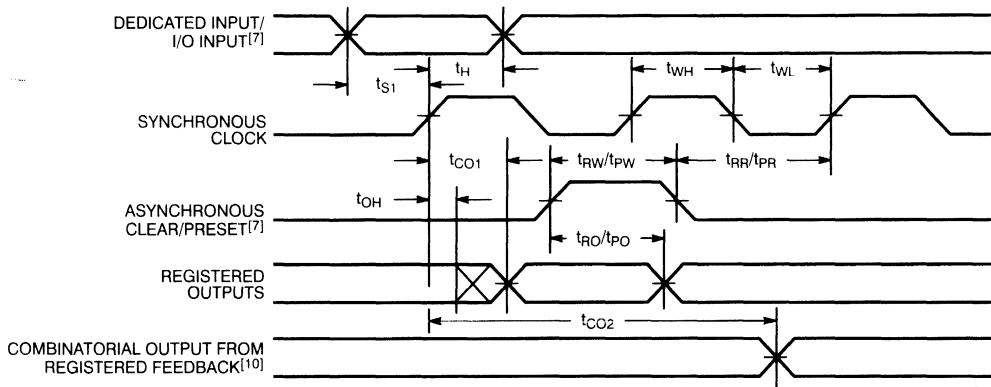 DEDICATED INPUT/
I/O INPUT[7]
tH
tWH
tWL
tS1
SYNCHRONOUS
CLOCK
tCO1
tRW/tPW
tRR/tPR
tOH
ASYNCHRONOUS
CLEAR/PRESET[7]
tRO/tPO
REGISTERED
OUTPUTS
tCO2
COMBINATORIAL OUTPUT FROM
REGISTERED FEEDBACK[10]